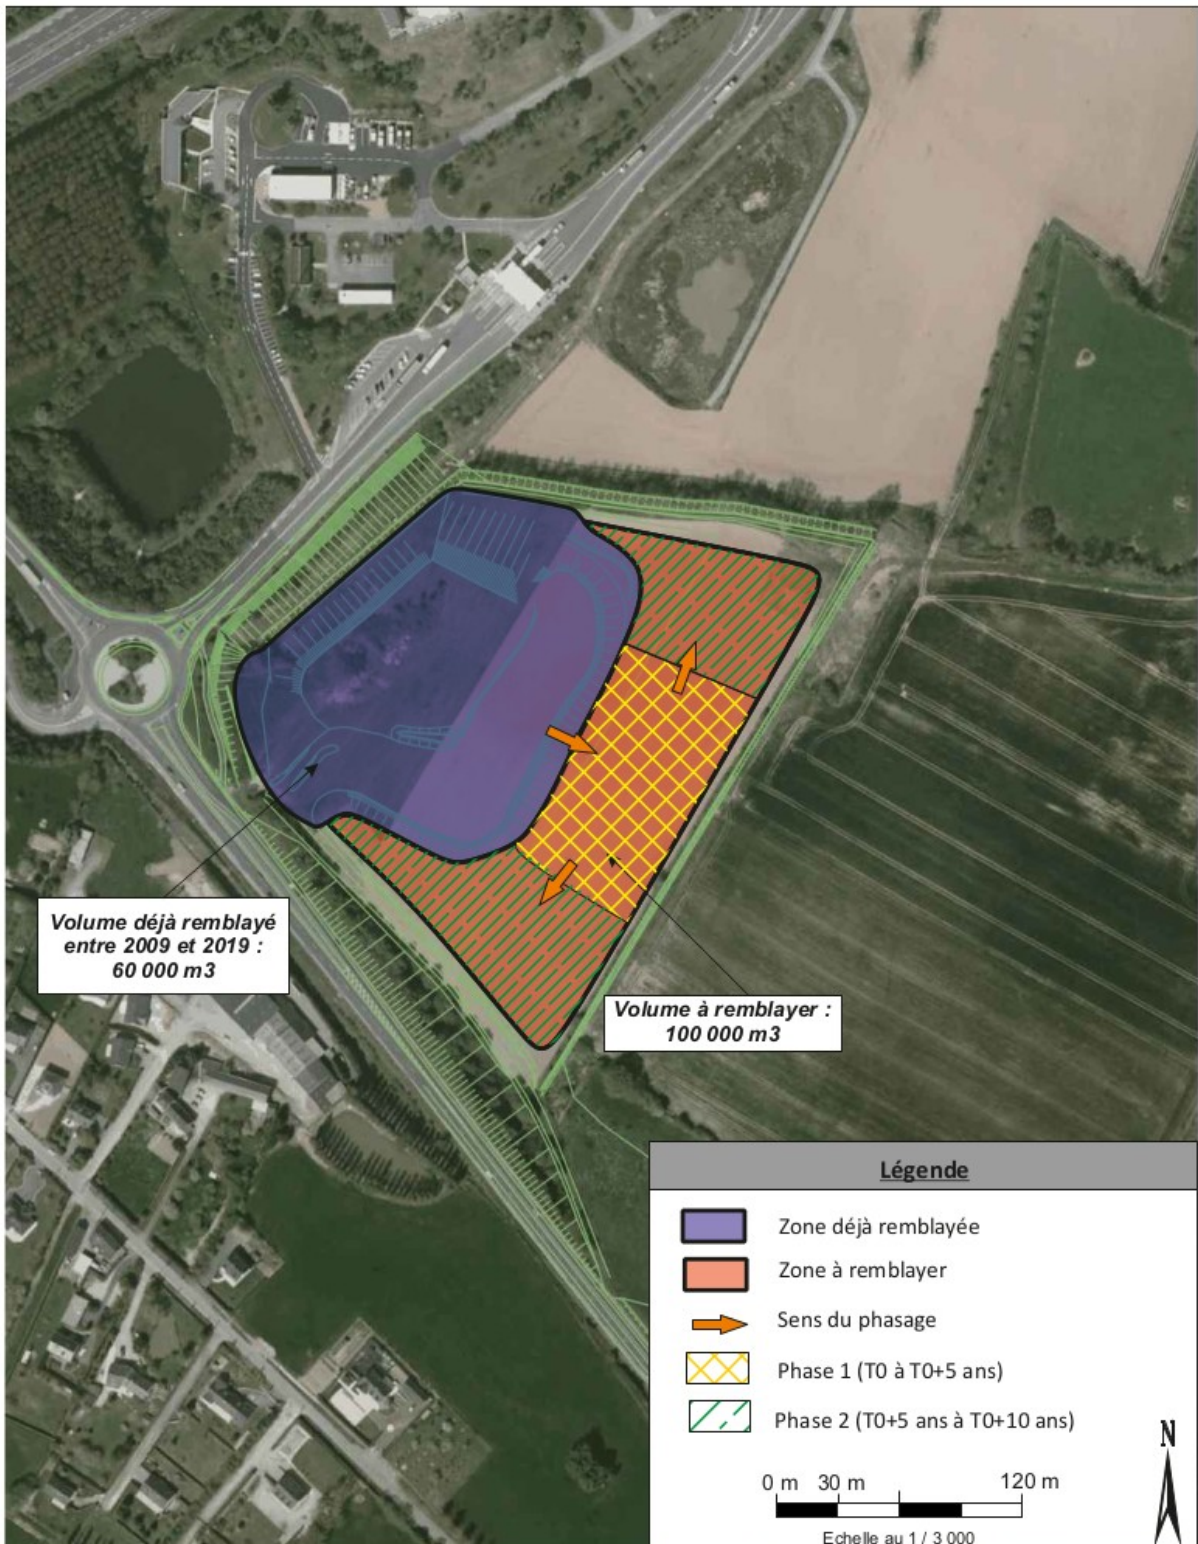 Volume déjà remblayé
entre 2009 et 2019 :
60 000 m3
Volume à remblayer :
100 000 m3
Légende
Zone déjà remblayée
Zone à remblayer
Sens du phasage
Phase 1 (T0 à T0+5 ans)
Phase 2 (T0+5 ans à T0+10 ans)
N
0 m 30 m 120 m
Echelle au 1 / 3 000